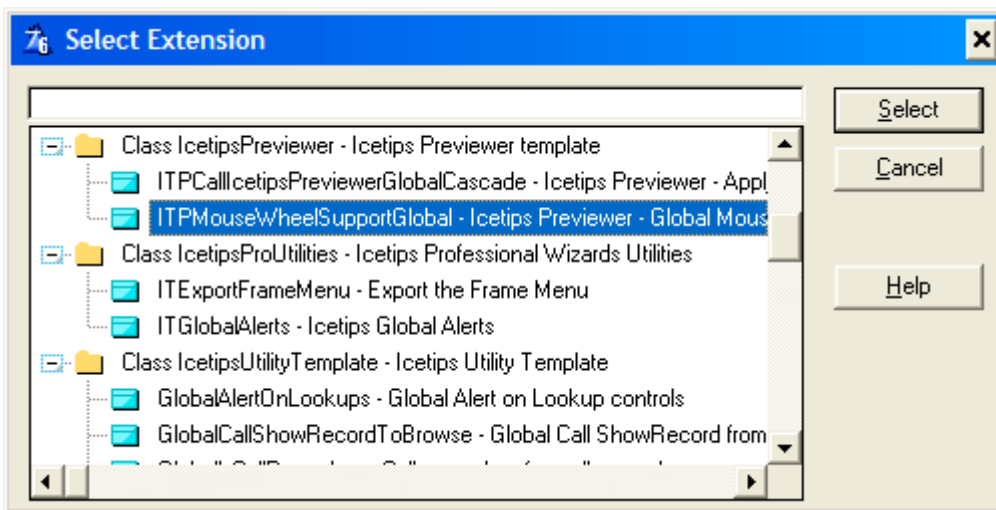 Select Extension
Select
Class IcetipsPreviewer - Icetips Previewer template
ITPCallIcetipsPreviewerGlobalCascade - Icetips Previewer - Appl
Cancel
ITPMouseWheelSupportGlobal - Icetips Previewer - Global Mous
Class IcetipsProUtilities - Icetips Professional Wizards Utilities
ITExportFrameMenu - Export the Frame Menu
Help
ITGlobalAlerts - Icetips Global Alerts
Class IcetipsUtilityTemplate - Icetips Utility Template
GlobalAlertOnLookups - Global Alert on Lookup controls
GlobalCallShowRecordToBrowse - Global Call ShowRecord from